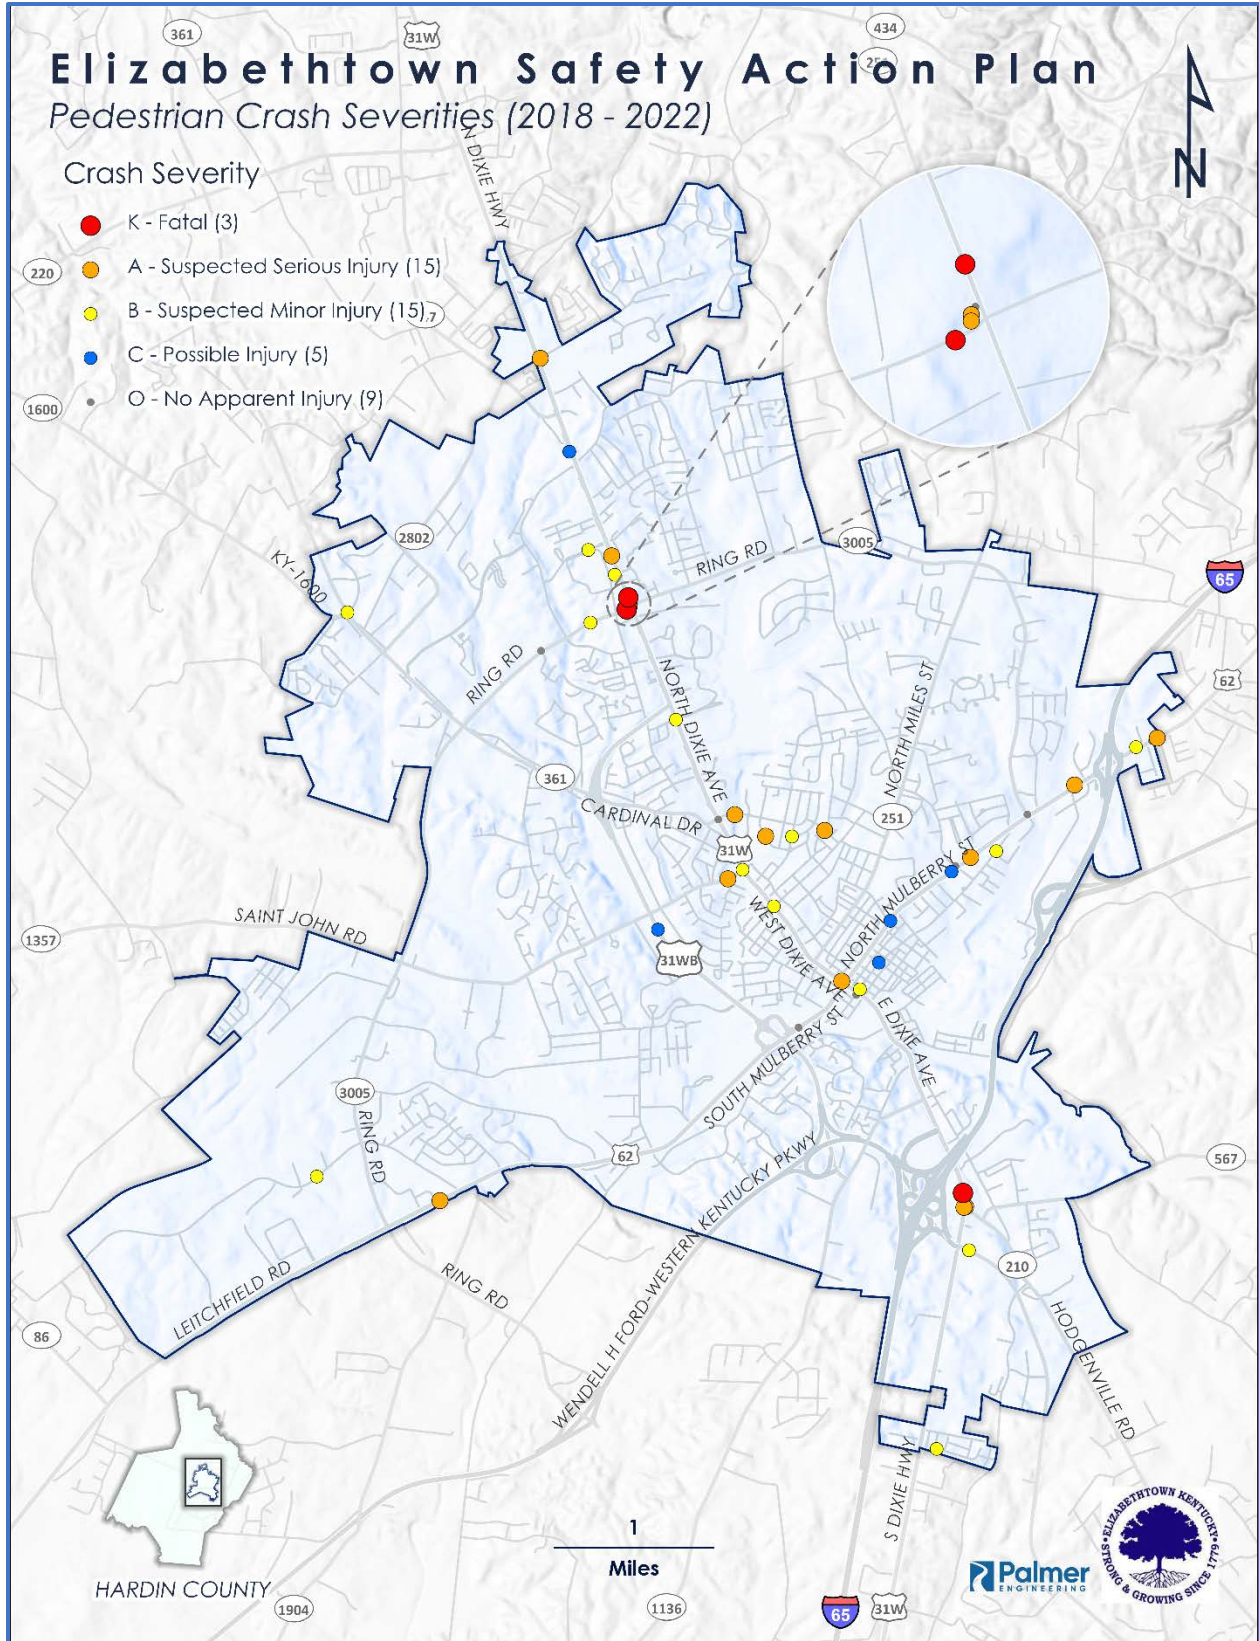 361
31W
434
Elizabethtown Safety Action Plan
Pedestrian Crash Severities (2018 - 2022)
N DIXIE HWY
N
Crash Severity
K - Fatal (3)
A - Suspected Serious Injury (15)
B - Suspected Minor Injury (15)
C - Possible Injury (5)
O - No Apparent Injury (9)
220
1600
2802
KY-1600
3005
RING RD
65
62
RING RD
NORTH DIXIE AVE
NORTH MILES ST
361
CARDINAL DR
251
31W
NORTH MULBERRY ST
SAINT JOHN RD
1357
WEST DIXIE AVE
31WB
E DIXIE AVE
SOUTH MULBERRY ST
3005
RING RD
62
567
WENDELL H FORD-WESTERN KENTUCKY PKWY
210
LEITCHFIELD RD
RING RD
86
HODGENVILLE RD
S DIXIE HWY
1
Miles
HARDIN COUNTY
1904
1136
65
31W
Palmer
ENGINEERING
ELIZABETHTOWN KENTUCKY
STRONG & GROWING SINCE 1779